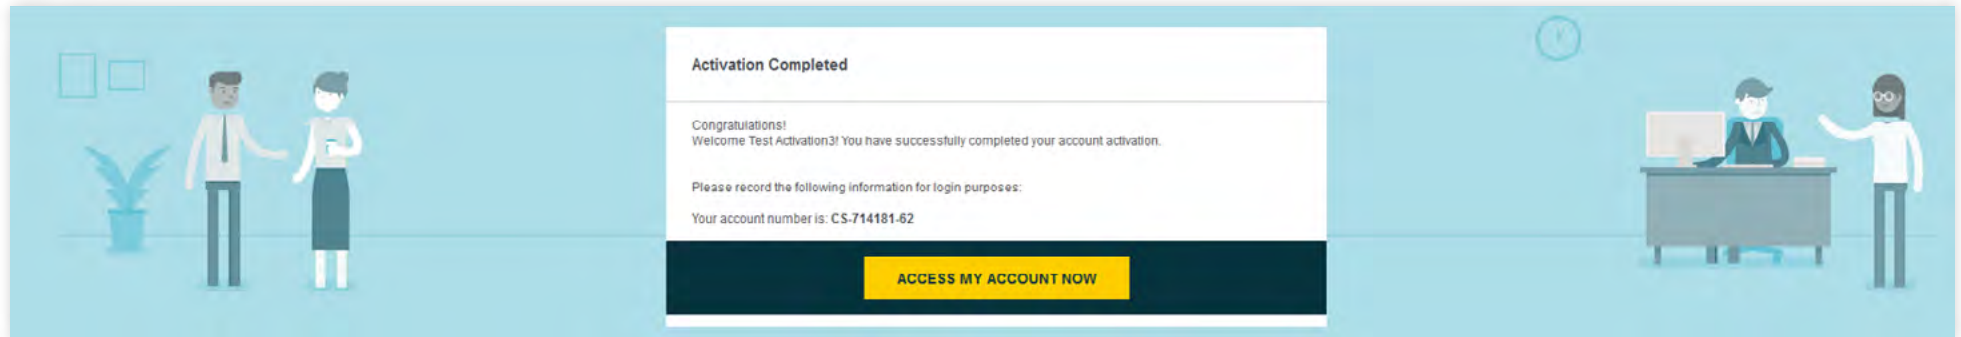 Activation Completed
Congratulations!
Welcome Test Activation3! You have successfully completed your account activation.
Please record the following information for login purposes:
Your account number is: CS-714181-62
ACCESS MY ACCOUNT NOW